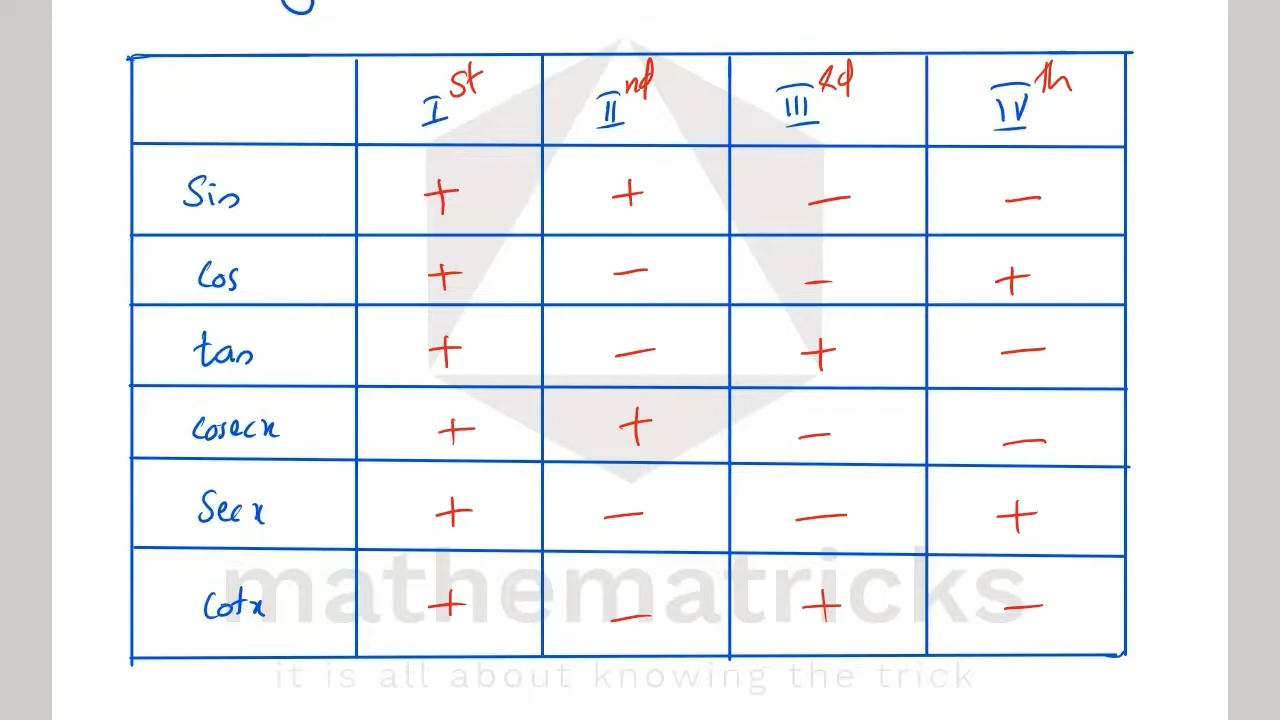 I st II nd III rd IV th
Sin + + — —
Cos + — — +
tan + — + —
Cosecx + + — —
Secx + — — +
Cotx + — + —
mathematricks
it is all about knowing the trick